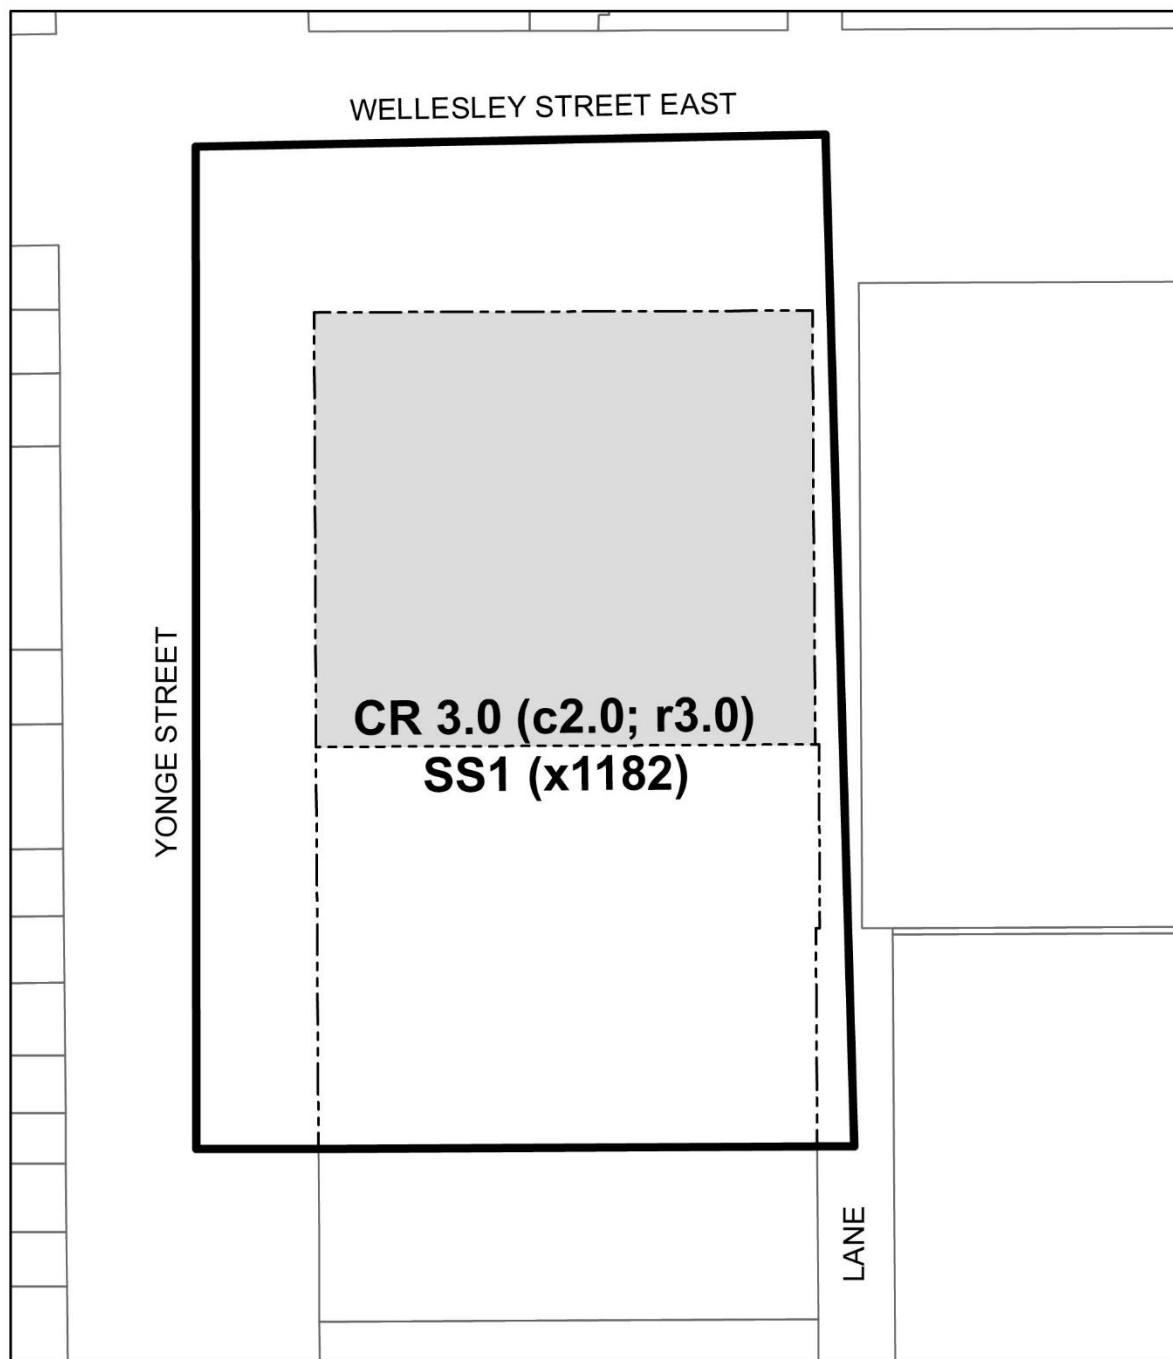 WELLESLEY STREET EAST
YONGE STREET
CR 3.0 (c2.0; r3.0)
SS1 (x1182)
LANE